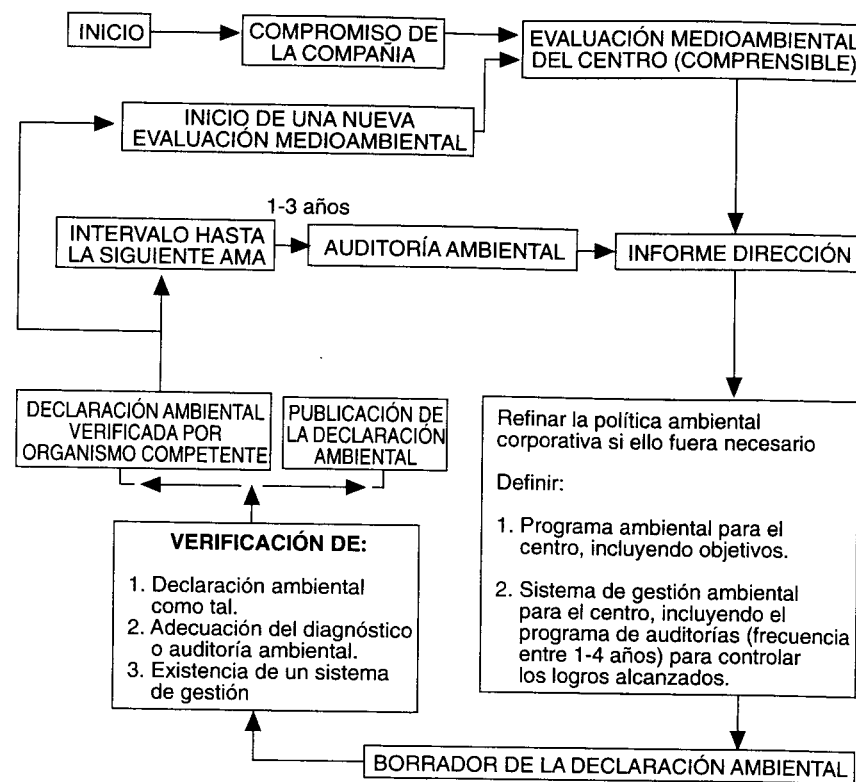 INICIO
COMPROMISO DE
LA COMPAÑIA
EVALUACIÓN MEDIOAMBIENTAL
DEL CENTRO (COMPRENSIBLE)
INICIO DE UNA NUEVA
EVALUACIÓN MEDIOAMBIENTAL
1-3 años
INTERVALO HASTA
LA SIGUIENTE AMA
AUDITORÍA AMBIENTAL
INFORME DIRECCIÓN
DECLARACIÓN AMBIENTAL
VERIFICADA POR
ORGANISMO COMPETENTE
PUBLICACIÓN DE
LA DECLARACIÓN
AMBIENTAL
Refinar la política ambiental
corporativa si ello fuera necesario
Definir:
1. Programa ambiental para el
centro, incluyendo objetivos.
2. Sistema de gestión ambiental
para el centro, incluyendo el
programa de auditorías (frecuencia
entre 1-4 años) para controlar
los logros alcanzados.
VERIFICACIÓN DE:
1. Declaración ambiental
como tal.
2. Adecuación del diagnóstico
o auditoría ambiental.
3. Existencia de un sistema
de gestión
BORRADOR DE LA DECLARACIÓN AMBIENTAL